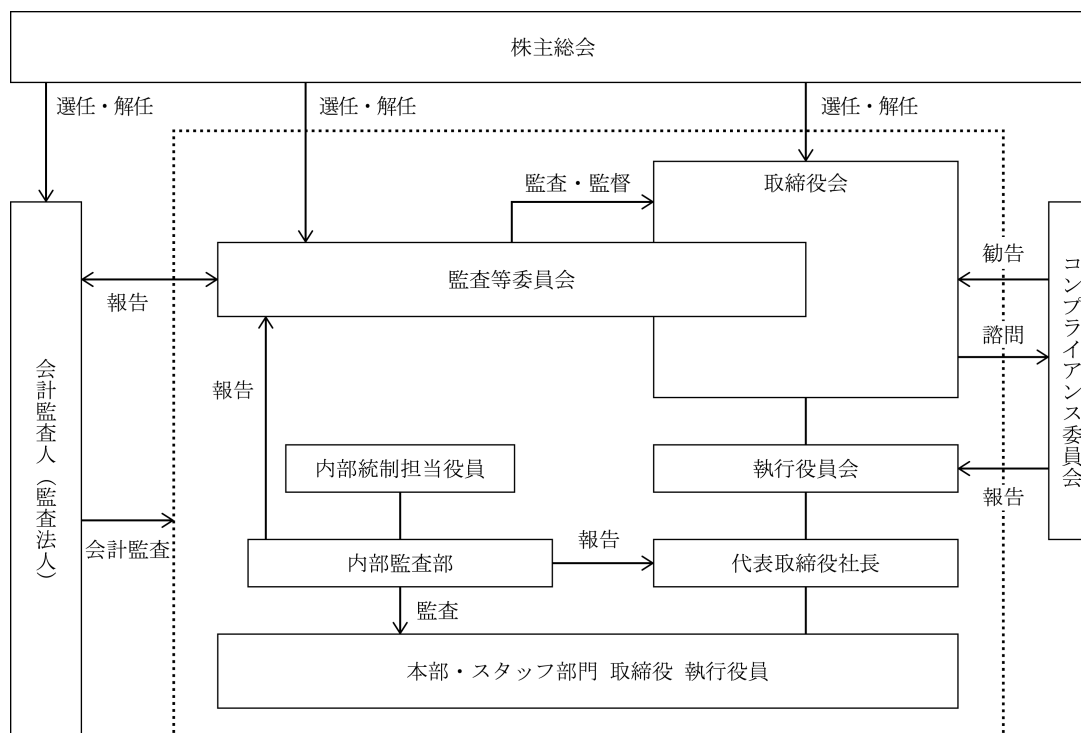 株主総会
選任・解任
選任・解任
選任・解任
監査・監督
取締役会
勧告
監査等委員会
報告
諮問
コンプライアンス委員会
会計監査人（監査法人）
報告
内部統制担当役員
執行役員会
報告
会計監査
報告
内部監査部
代表取締役社長
監査
本部・スタッフ部門 取締役 執行役員